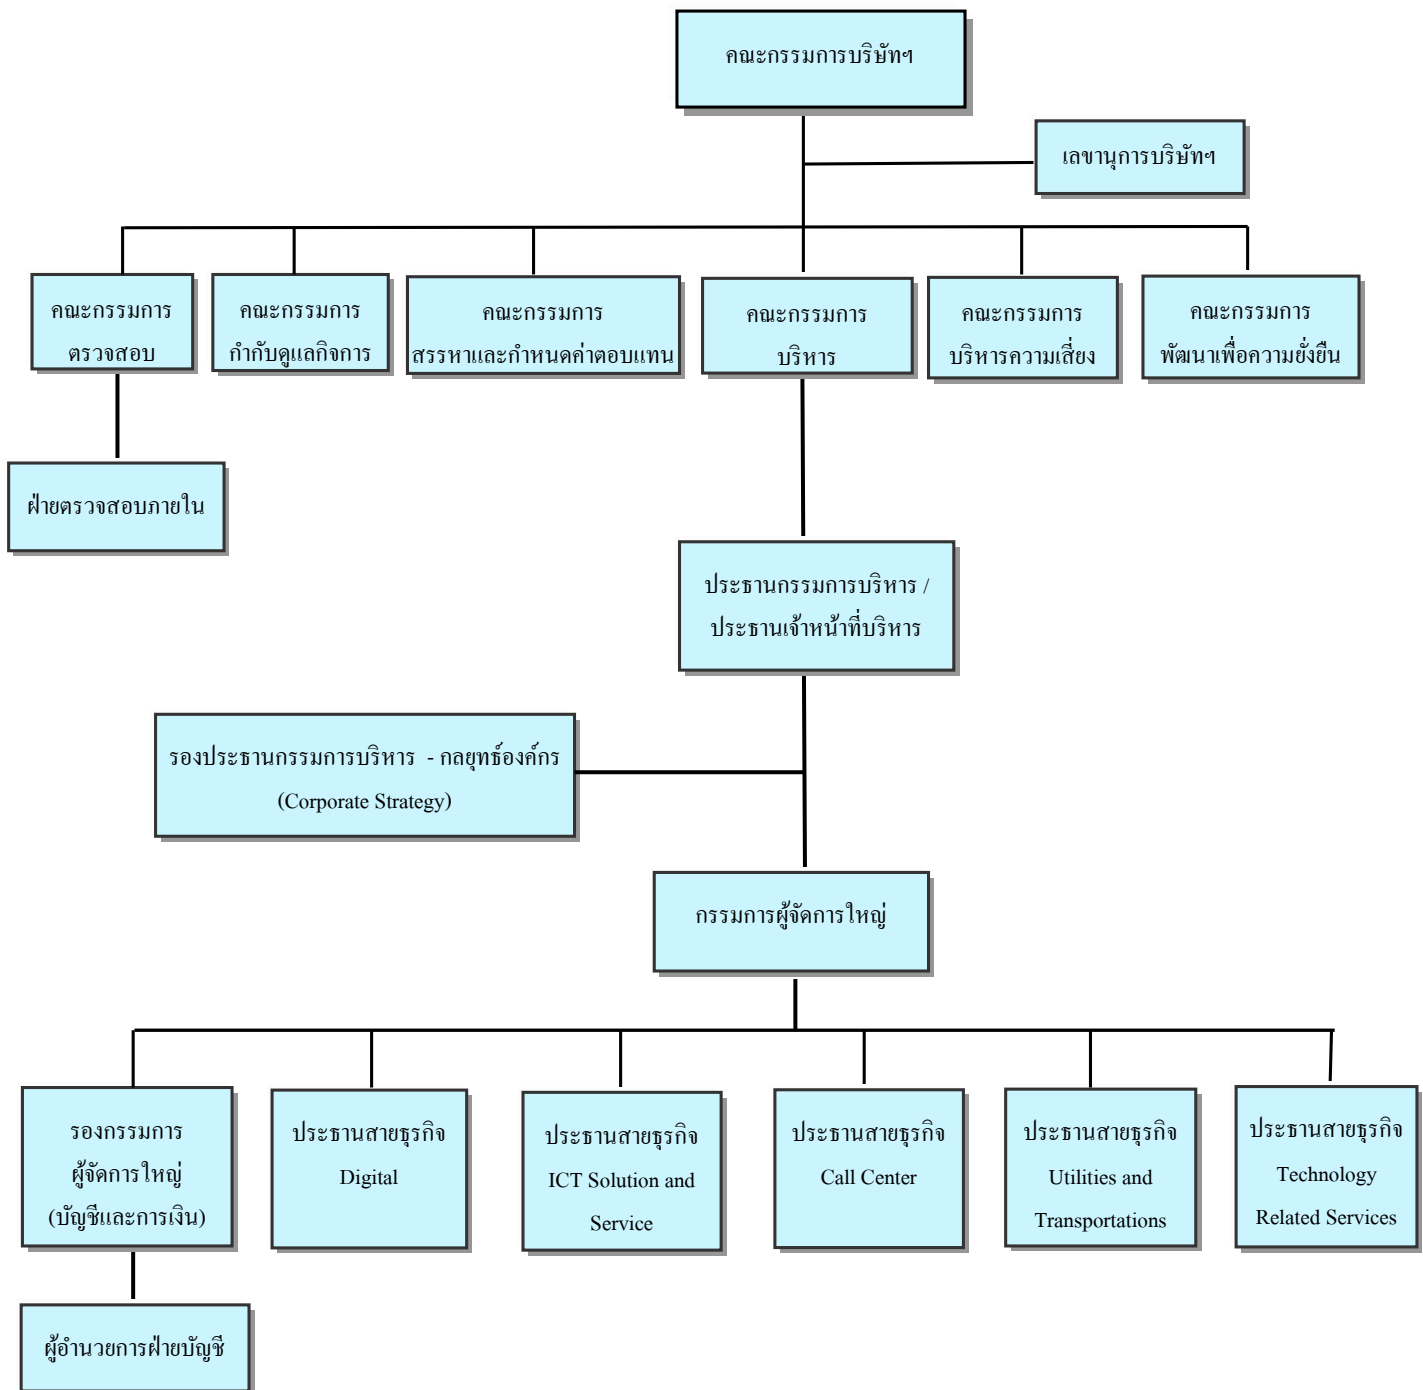 คณะกรรมการบริษัทฯ
เลขานุการบริษัทฯ
คณะกรรมการ
ตรวจสอบ
คณะกรรมการ
กำกับดูแลกิจการ
คณะกรรมการ
สรรหาและกำหนดค่าตอบแทน
คณะกรรมการ
บริหาร
คณะกรรมการ
บริหารความเสี่ยง
คณะกรรมการ
พัฒนาเพื่อความยั่งยืน
ฝ่ายตรวจสอบภายใน
ประธานกรรมการบริหาร /
ประธานเจ้าหน้าที่บริหาร
รองประธานกรรมการบริหาร - กลยุทธ์องค์กร
(Corporate Strategy)
กรรมการผู้จัดการใหญ่
รองกรรมการ
ผู้จัดการใหญ่
(บัญชีและการเงิน)
ประธานสายธุรกิจ
Digital
ประธานสายธุรกิจ
ICT Solution and
Service
ประธานสายธุรกิจ
Call Center
ประธานสายธุรกิจ
Utilities and
Transportations
ประธานสายธุรกิจ
Technology
Related Services
ผู้อำนวยการฝ่ายบัญชี